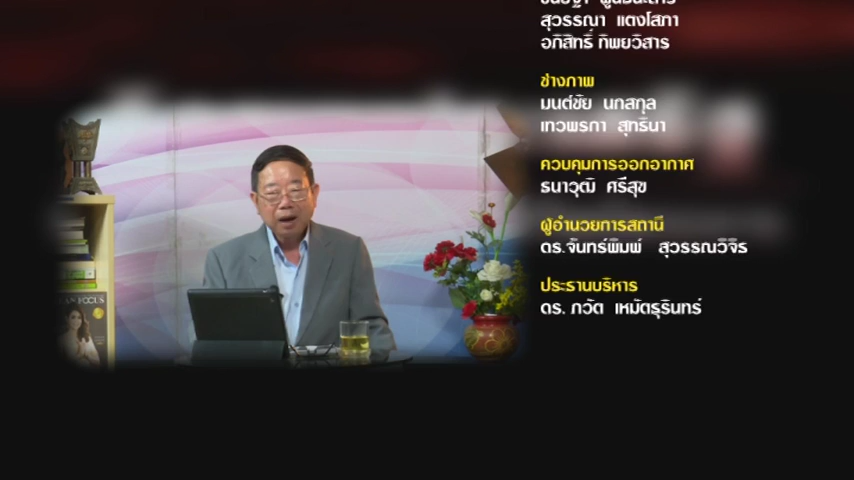 สุวรรณา แตงโสภา
อภิสิทธิ์ ทิพยวิสาร
ช่างภาพ
มนต์ชัย นกสกุล
เทวพรกา สุทธินา
ควบคุมการออกอากาศ
ธนาวุฒิ ศรีสุข
ผู้อำนวยการสถานี
ดร.จันทร์พิมพ์ สุวรรณวิจิร
ประธานบริหาร
ดร. ภวัต เหมัตธุรินทร์
FOCUS